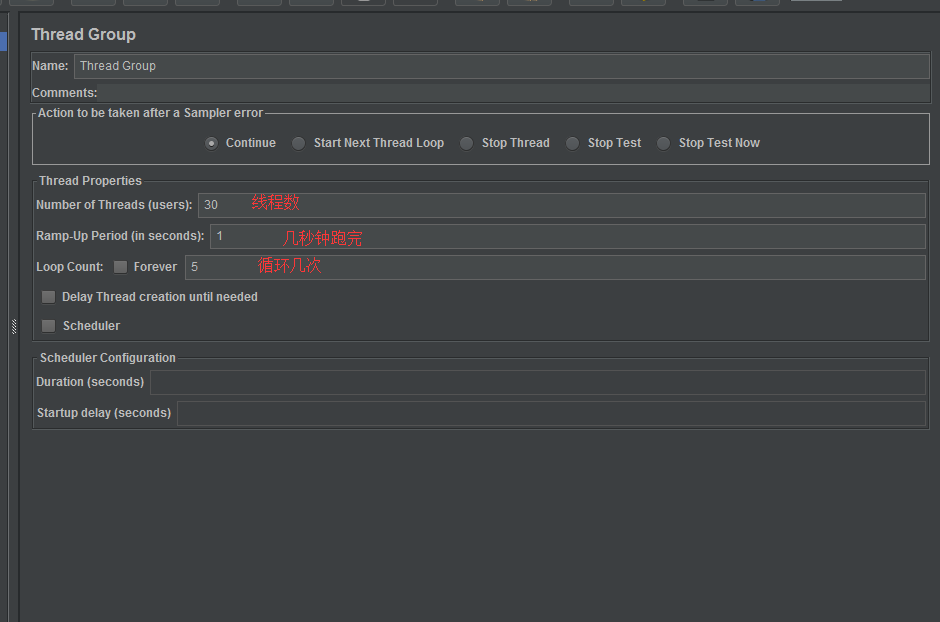 Thread Group
Name: Thread Group
Comments:
Action to be taken after a Sampler error
Continue Start Next Thread Loop Stop Thread Stop Test Stop Test Now
Thread Properties
Number of Threads (users): 30 线程数
Ramp-Up Period (in seconds): 1 几秒钟跑完
Loop Count: Forever 5 循环几次
Delay Thread creation until needed
Scheduler
Scheduler Configuration
Duration (seconds)
Startup delay (seconds)